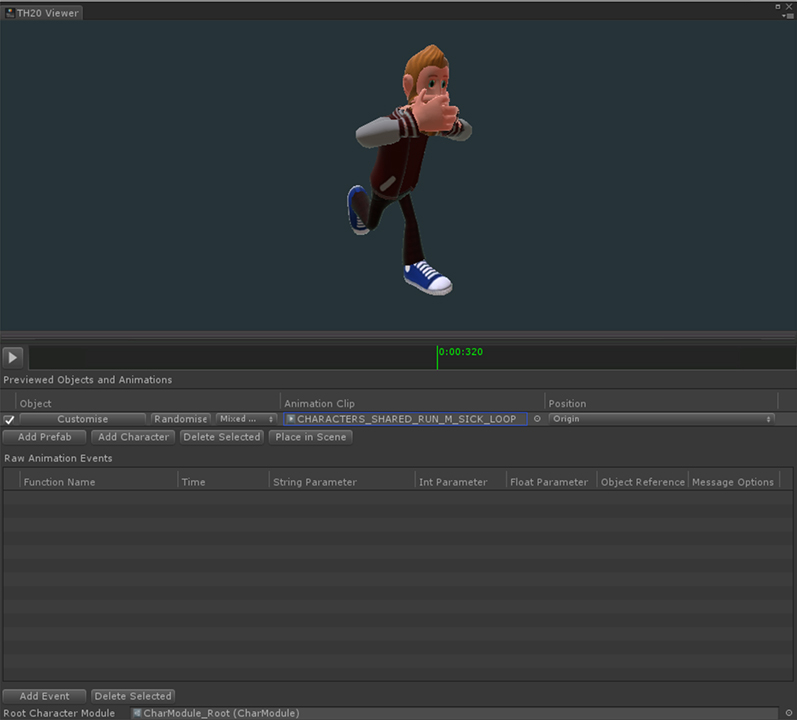 TH20 Viewer
0:00:320
Previewed Objects and Animations
Object Animation Clip Position
Customise Randomise Mixed ... CHARACTERS_SHARED_RUN_M_SICK_LOOP Origin
Add Prefab Add Character Delete Selected Place in Scene
Raw Animation Events
Function Name Time String Parameter Int Parameter Float Parameter Object Reference Message Options
Add Event Delete Selected
Root Character Module CharModule_Root (CharModule)